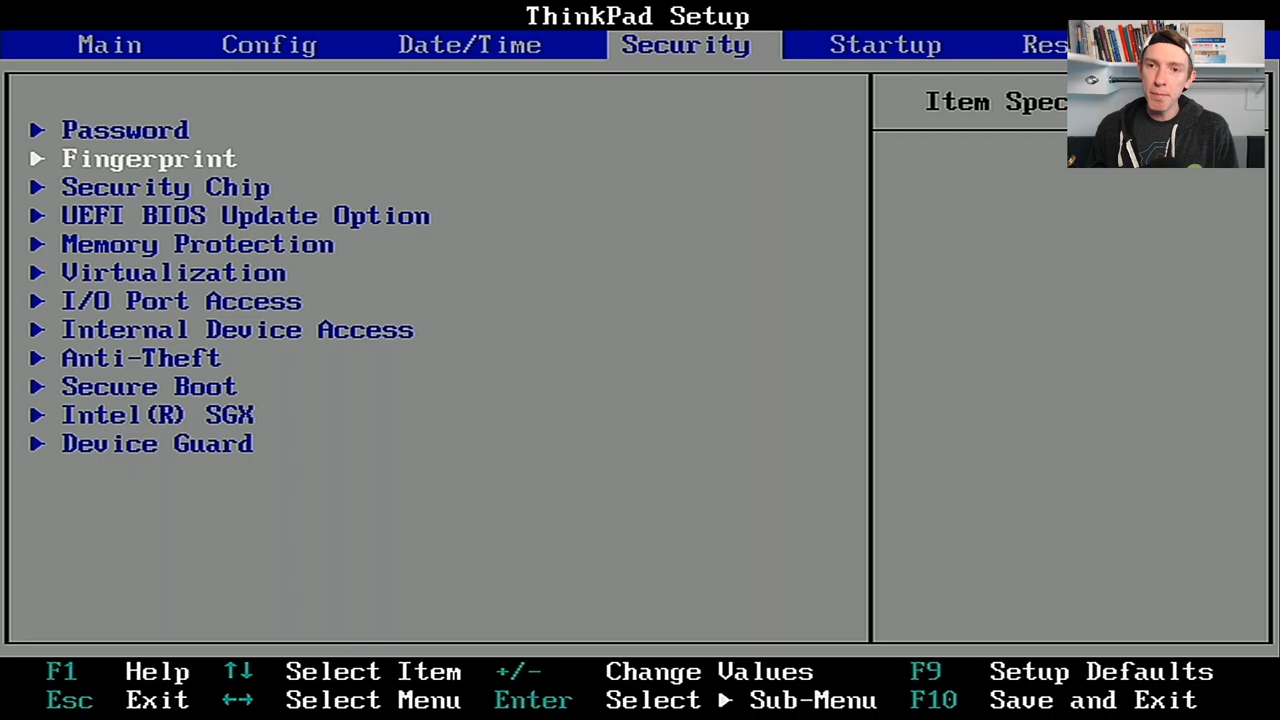 ThinkPad Setup
Main Config Date/Time Security Startup Res
Item Spec
Password
Fingerprint
Security Chip
UEFI BIOS Update Option
Memory Protection
Virtualization
I/O Port Access
Internal Device Access
Anti-Theft
Secure Boot
Intel(R) SGX
Device Guard
F1 Help ↑↓ Select Item +/- Change Values F9 Setup Defaults
Esc Exit ←→ Select Menu Enter Select ▶ Sub-Menu F10 Save and Exit